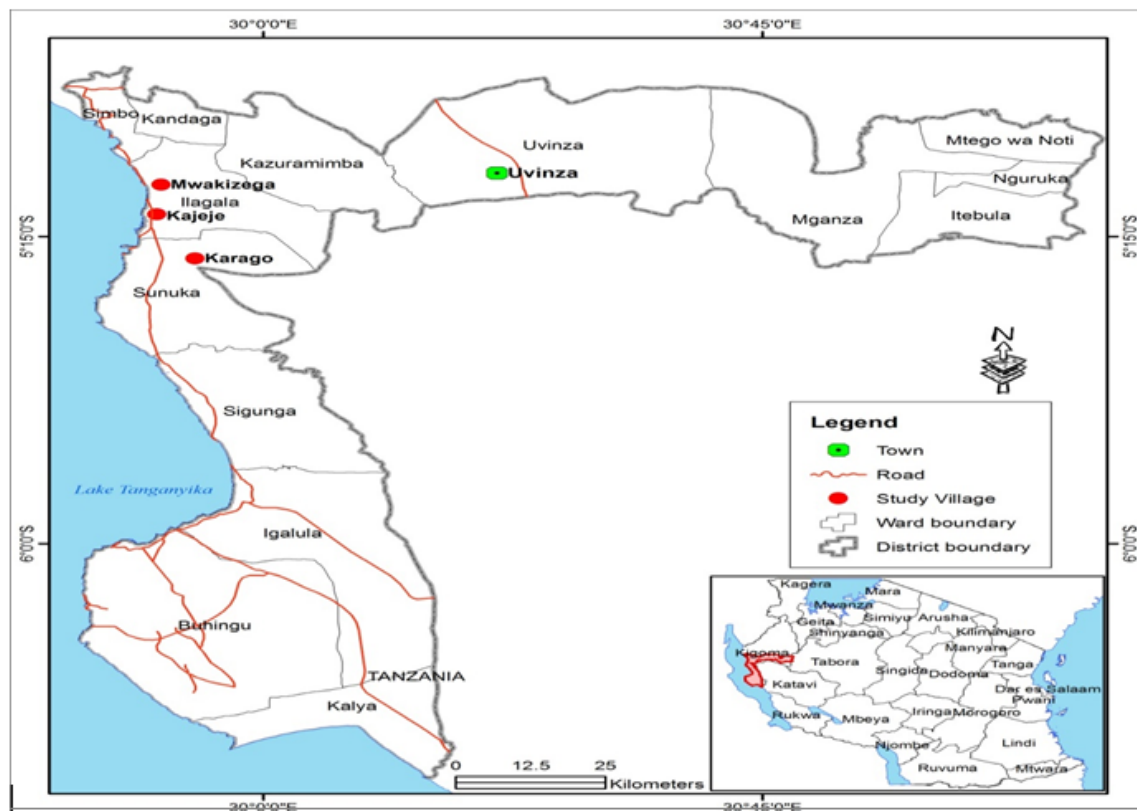 30°0'0"E
30°45'0"E
Simbo
Kandaga
Kazuramimba
Uvinza
Mtego wa Noti
Nguruka
Mwakizega
Uvinza
Ilagala
Kajeje
Itebula
Mganza
5°15'0"S
5°15'0"S
Karago
Sunuka
N
Sigunga
Legend
Town
Road
Lake Tanganyika
Study Village
Igalula
Ward boundary
6°0'0"S
6°0'0"S
District boundary
Buhingu
TANZANIA
Kalya
0 12.5 25
Kilometers
Kagera
Mara
Mwanza
Geita
Simiyu
Arusha
Shinyanga
Kilimanjaro
Kigoma
Manyara
Tabora
Singida
Tanga
Dodoma
Katavi
Dar es Salaam
Pwani
Rukwa
Mbeya
Iringa
Morogoro
Njombe
Lindi
Ruvuma
Mtwara
30°0'0"E
30°45'0"E